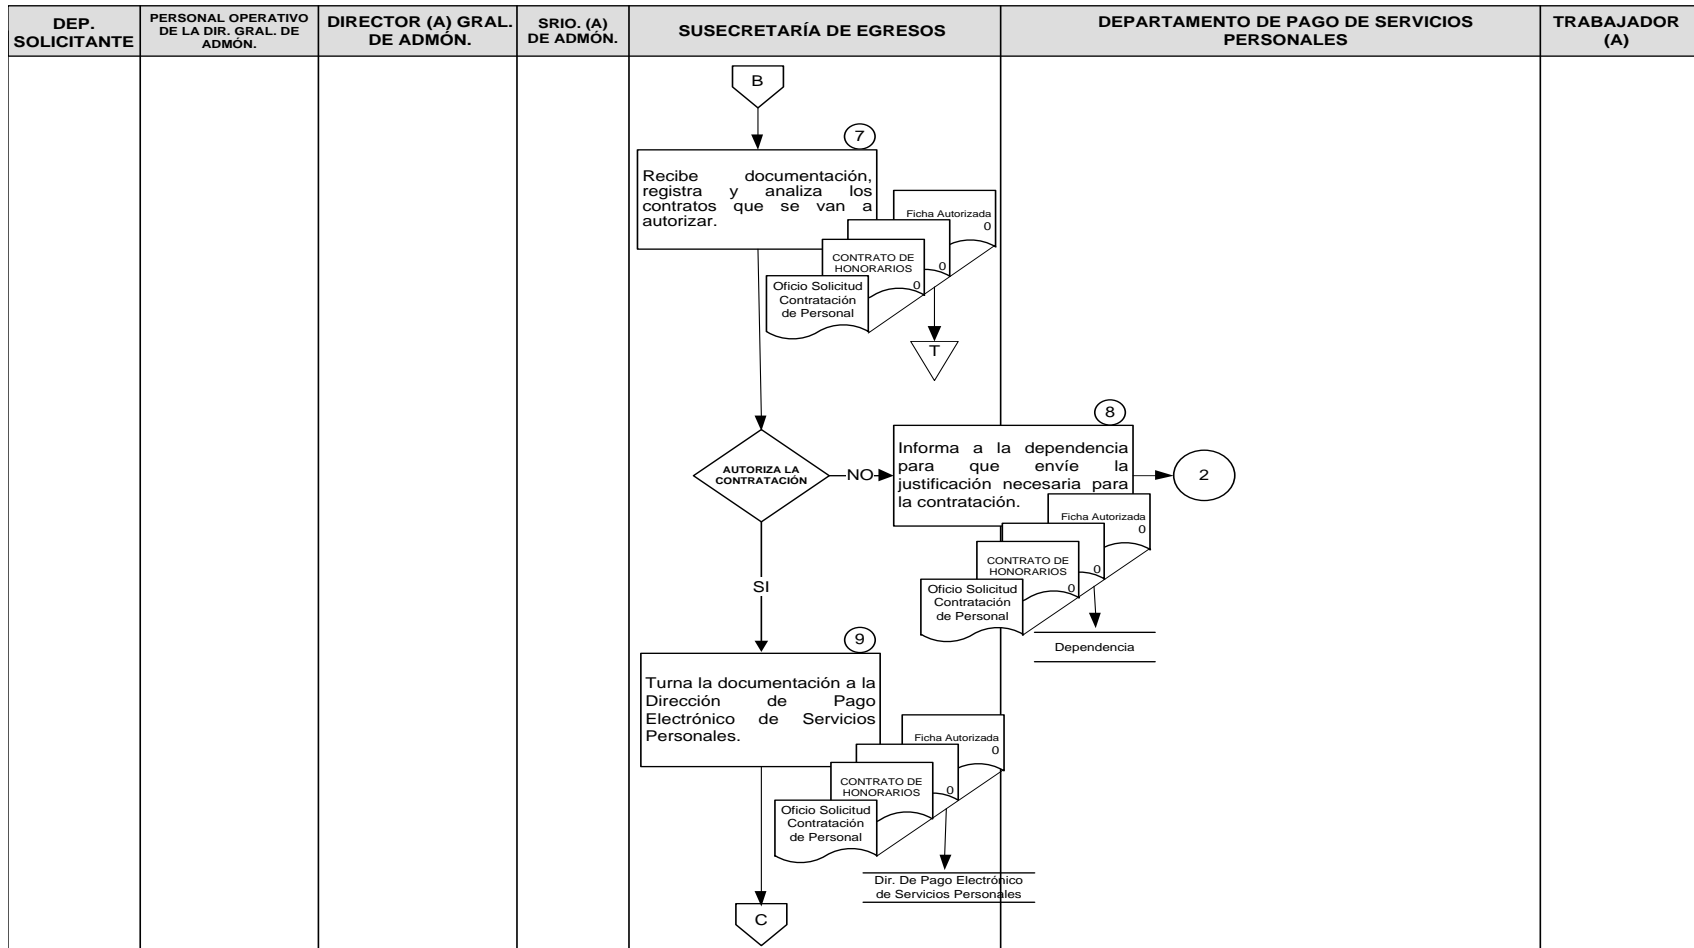 DEP.
SOLICITANTE
PERSONAL OPERATIVO
DE LA DIR. GRAL. DE
ADMÓN.
DIRECTOR (A) GRAL.
DE ADMÓN.
SRIO. (A)
DE ADMÓN.
SUSECRETARÍA DE EGRESOS
DEPARTAMENTO DE PAGO DE SERVICIOS
PERSONALES
TRABAJADOR
(A)
B
7
Recibe documentación,
registra y analiza los
contratos que se van a
autorizar.
Ficha Autorizada
0
0
CONTRATO DE
HONORARIOS
0
Oficio Solicitud
Contratación
de Personal
T
AUTORIZA LA
CONTRATACIÓN
NO
8
Informa a la dependencia
para que envíe la
justificación necesaria para
la contratación.
2
Ficha Autorizada
0
0
CONTRATO DE
HONORARIOS
0
Oficio Solicitud
Contratación
de Personal
Dependencia
SI
9
Turna la documentación a la
Dirección de Pago
Electrónico de Servicios
Personales.
Ficha Autorizada
0
0
CONTRATO DE
HONORARIOS
Oficio Solicitud
Contratación
de Personal
Dir. De Pago Electrónico
de Servicios Personales
C